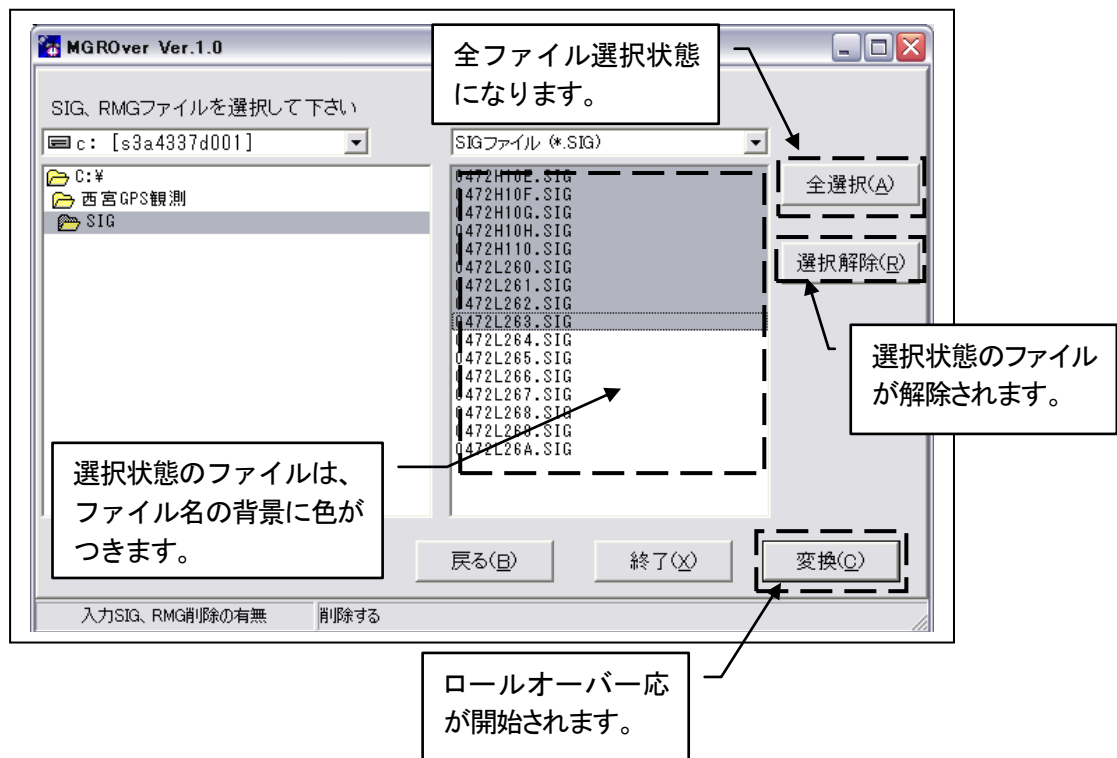 MGROver Ver.1.0
全ファイル選択状態
になります。
SIG、RMGファイルを選択して下さい
c: [s3a4337d001]
SIGファイル (*.SIG)
C:¥
西宮GPS観測
SIG
0472H10E.SIG
0472H10F.SIG
0472H10G.SIG
0472H10H.SIG
0472H110.SIG
0472L260.SIG
0472L261.SIG
0472L262.SIG
0472L263.SIG
0472L264.SIG
0472L265.SIG
0472L266.SIG
0472L267.SIG
0472L268.SIG
0472L269.SIG
0472L26A.SIG
全選択(A)
選択解除(R)
選択状態のファイル
が解除されます。
選択状態のファイルは、
ファイル名の背景に色が
つきます。
戻る(B)
終了(X)
変換(C)
入力SIG、RMG削除の有無
削除する
ロールオーバー応
が開始されます。